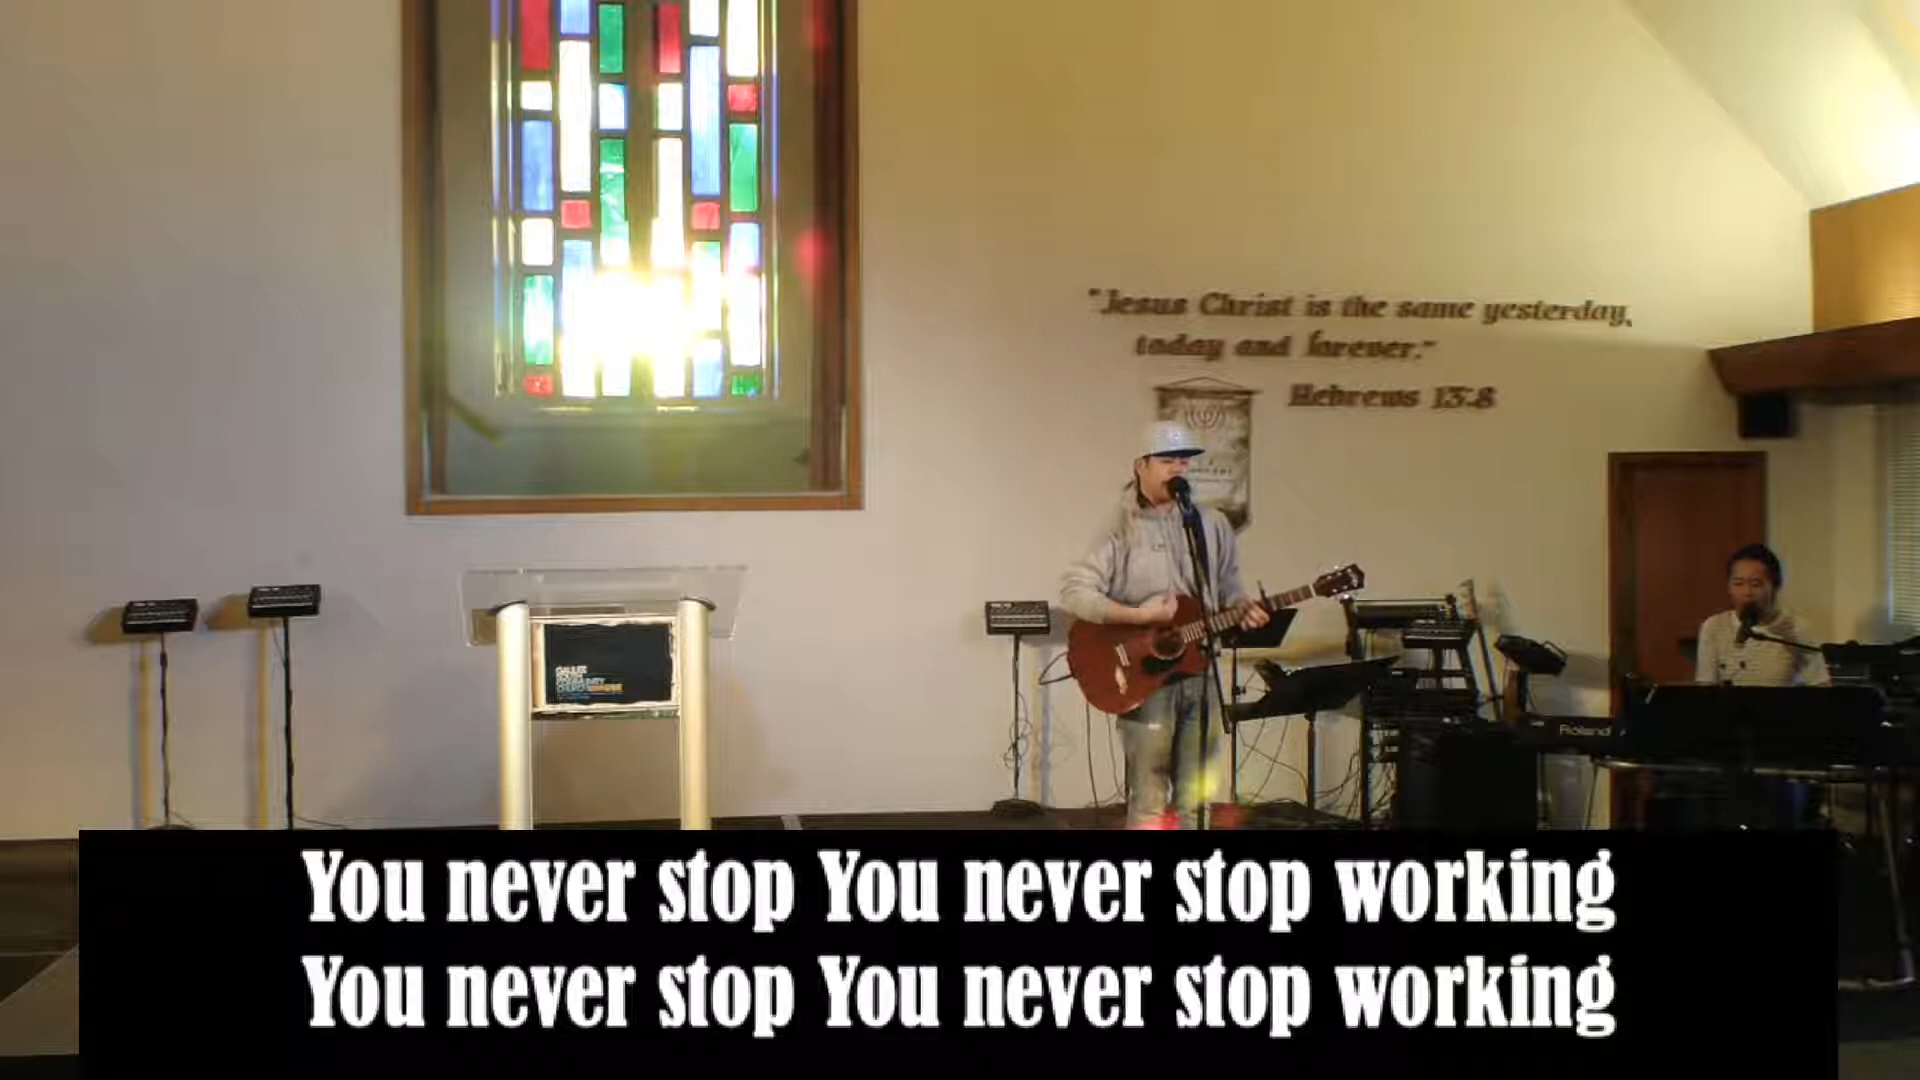 "Jesus Christ is the same yesterday,
today and forever."
Hebrews 13:8
Roland
You never stop You never stop working
You never stop You never stop working